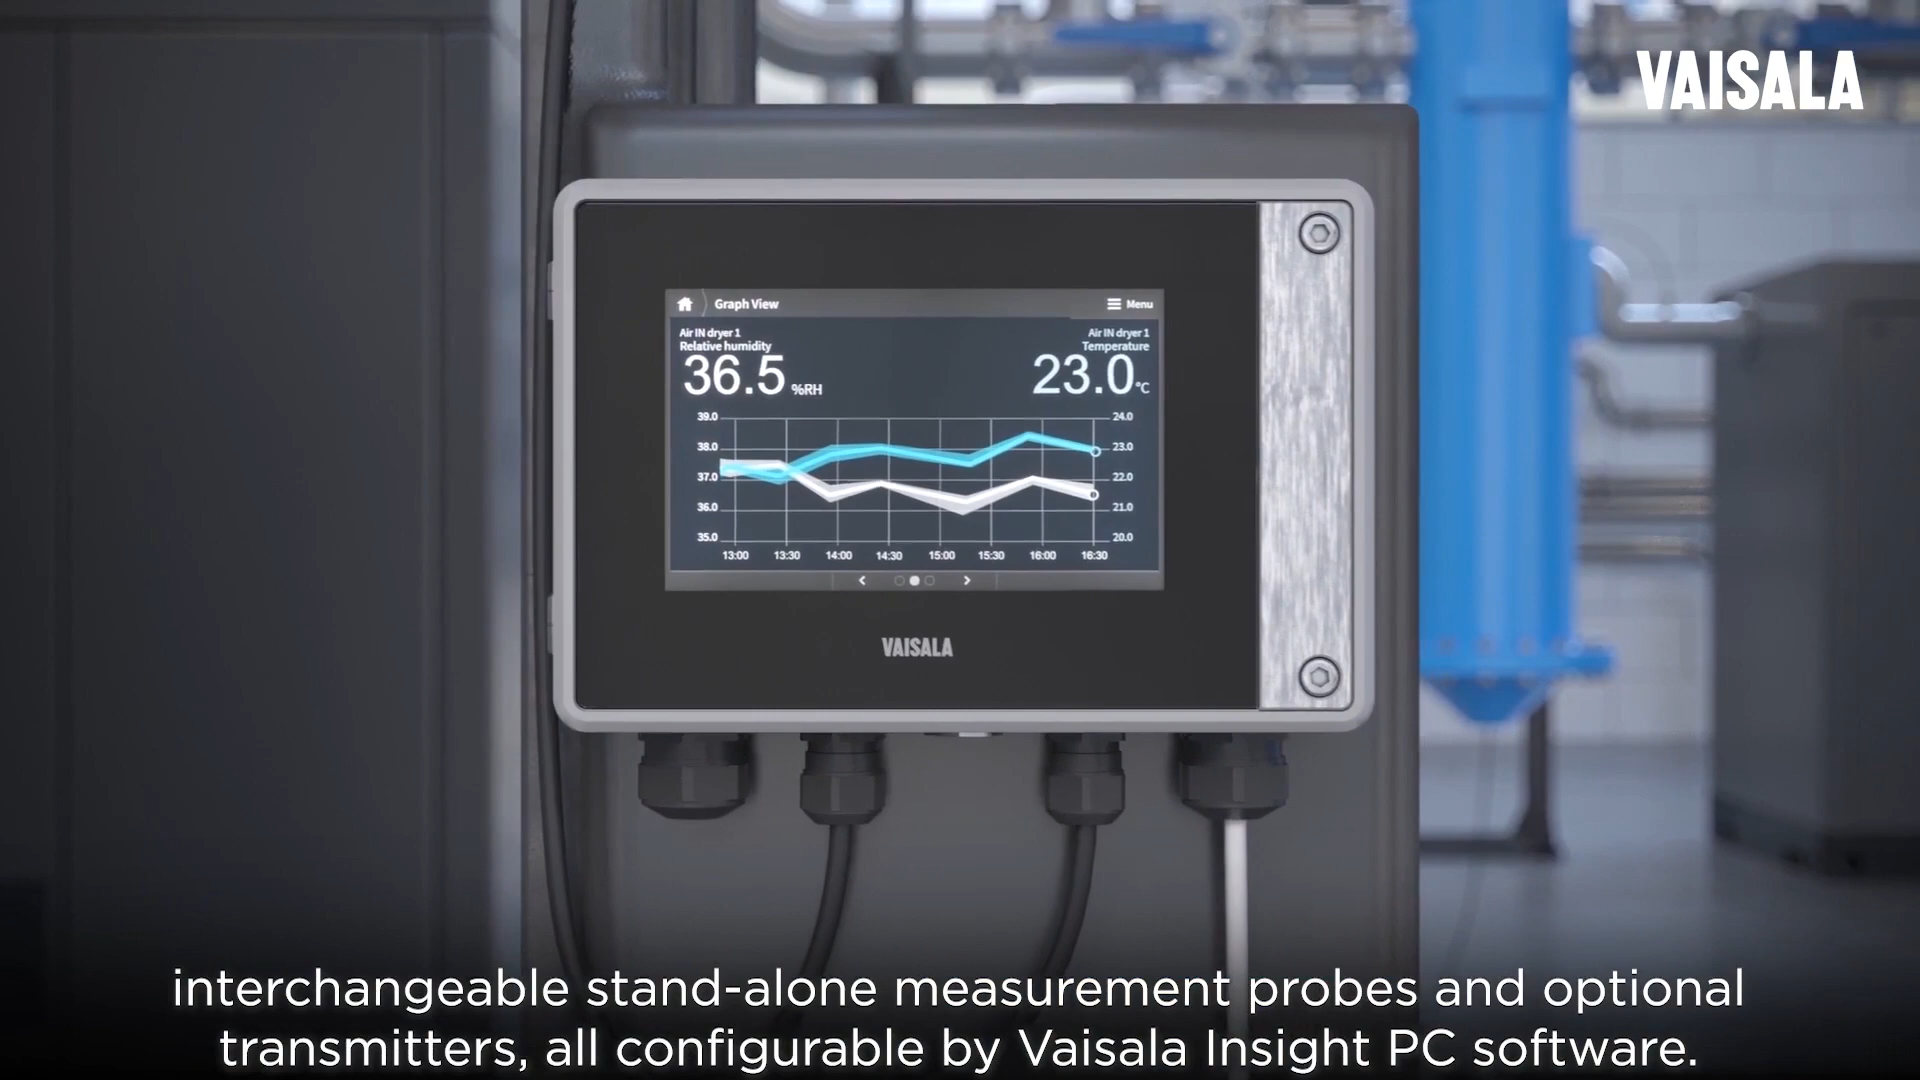 VAISALA
Graph View
Menu
Air IN dryer 1
Relative humidity
36.5 %RH
Air IN dryer 1
Temperature
23.0 °C
39.0
38.0
37.0
36.0
35.0
24.0
23.0
22.0
21.0
20.0
13:00 13:30 14:00 14:30 15:00 15:30 16:00 16:30
VAISALA
interchangeable stand-alone measurement probes and optional
transmitters, all configurable by Vaisala Insight PC software.